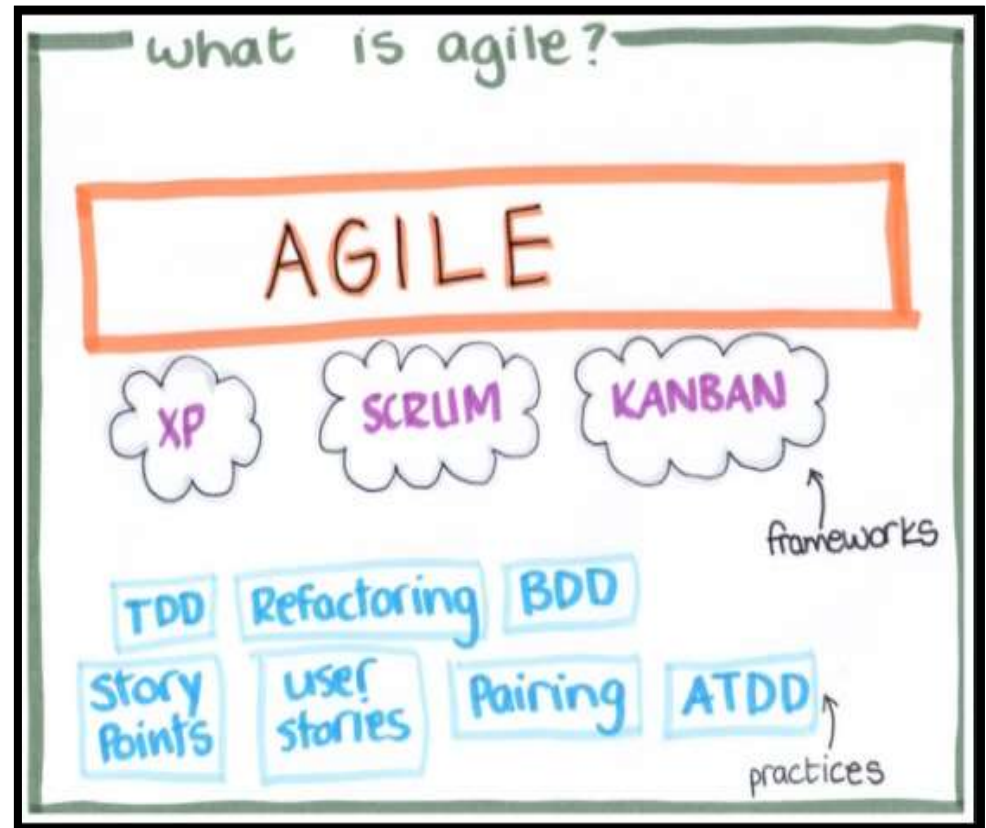 what is agile?
AGILE
XP
SCRUM
KANBAN
frameworks
TDD
Refactoring
BDD
Story
Points
user
stories
Pairing
ATDD
practices